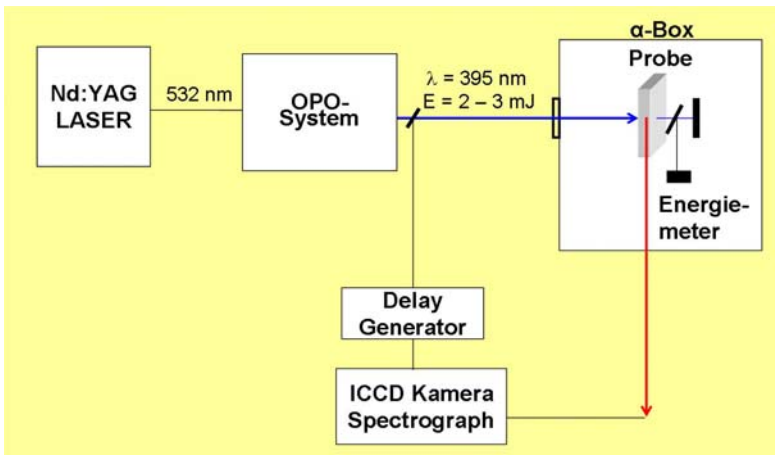 Nd:YAG
LASER
532 nm
OPO-
System
λ = 395 nm
E = 2 – 3 mJ
α-Box
Probe
Energie-
meter
Delay
Generator
ICCD Kamera
Spectrograph